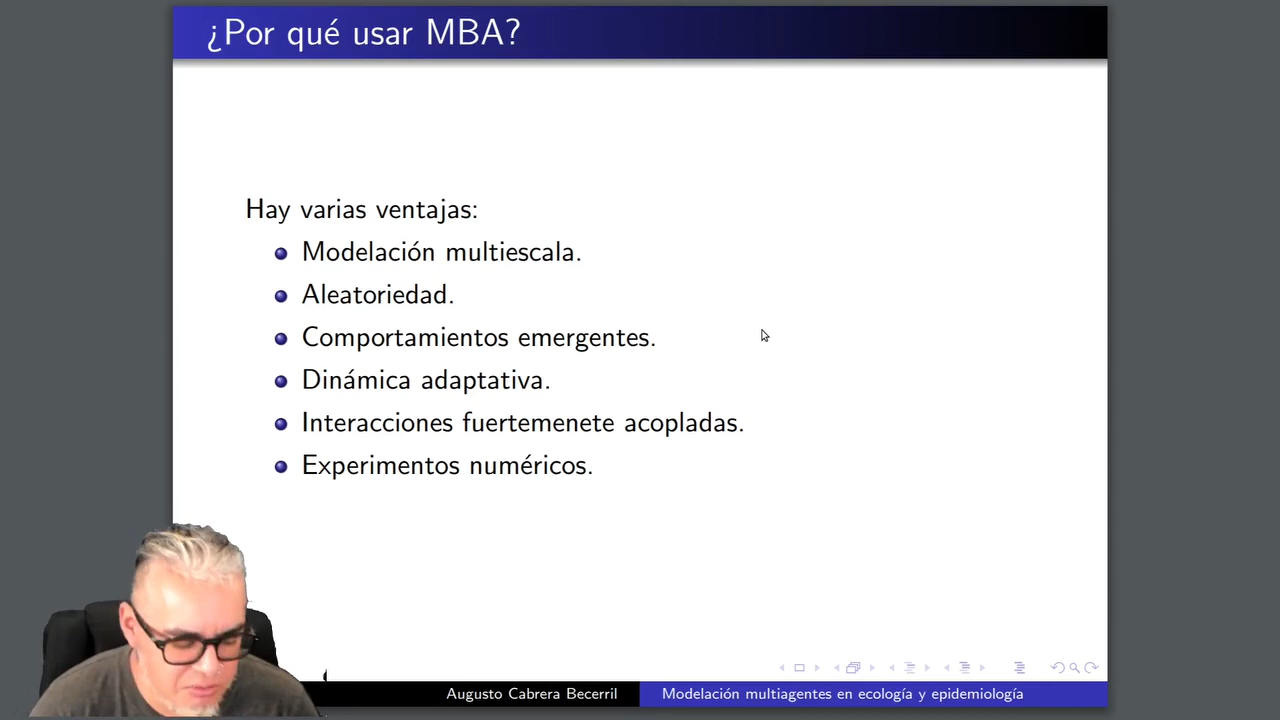 ¿Por qué usar MBA?
Hay varias ventajas:
Modelación multiescala.
Aleatoriedad.
Comportamientos emergentes.
Dinámica adaptativa.
Interacciones fuertemenete acopladas.
Experimentos numéricos.
Augusto Cabrera Becerril
Modelación multiagentes en ecología y epidemiología